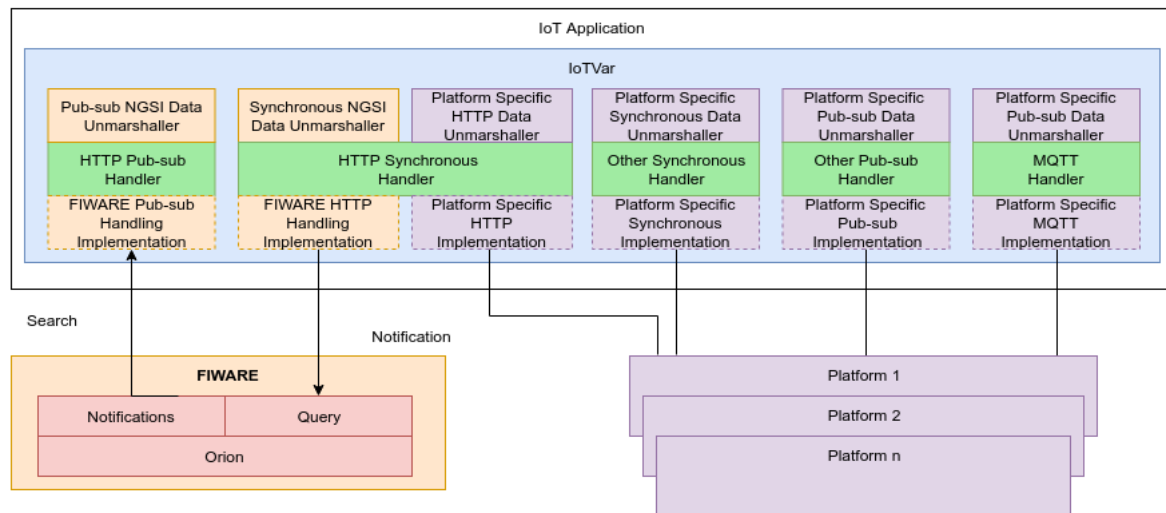 IoT Application
IoTVar
Pub-sub NGSI Data
Unmarshaller
Synchronous NGSI
Data Unmarshaller
Platform Specific
HTTP Data
Unmarshaller
Platform Specific
Synchronous Data
Unmarshaller
Platform Specific
Pub-sub Data
Unmarshaller
Platform Specific
Pub-sub Data
Unmarshaller
HTTP Pub-sub
Handler
HTTP Synchronous
Handler
Other Synchronous
Handler
Other Pub-sub
Handler
MQTT
Handler
FIWARE Pub-sub
Handling
Implementation
FIWARE HTTP
Handling
Implementation
Platform Specific
HTTP
Implementation
Platform Specific
Synchronous
Implementation
Platform Specific
Pub-sub
Implementation
Platform Specific
MQTT
Implementation
Search
Notification
FIWARE
Notifications
Query
Orion
Platform 1
Platform 2
Platform n